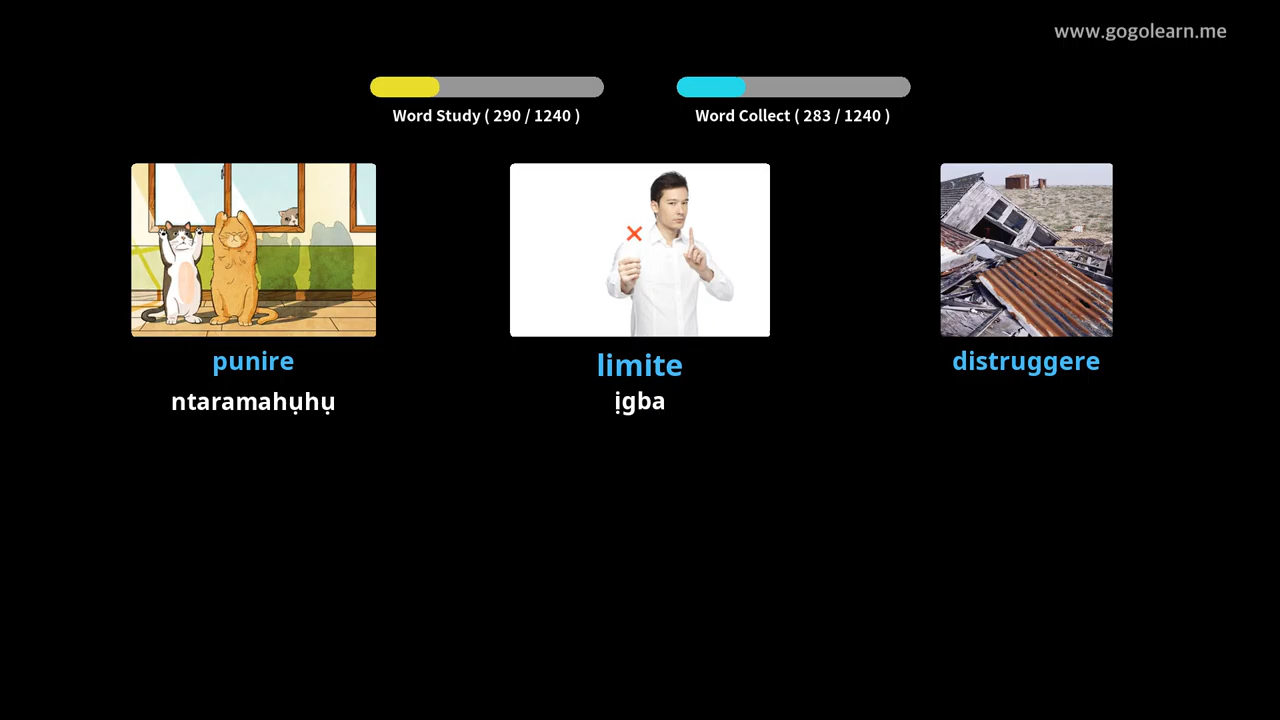 www.gogolearn.me
Word Study ( 290 / 1240 )
Word Collect ( 283 / 1240 )
punire
limite
distruggere
ntaramahụhụ
ịgba